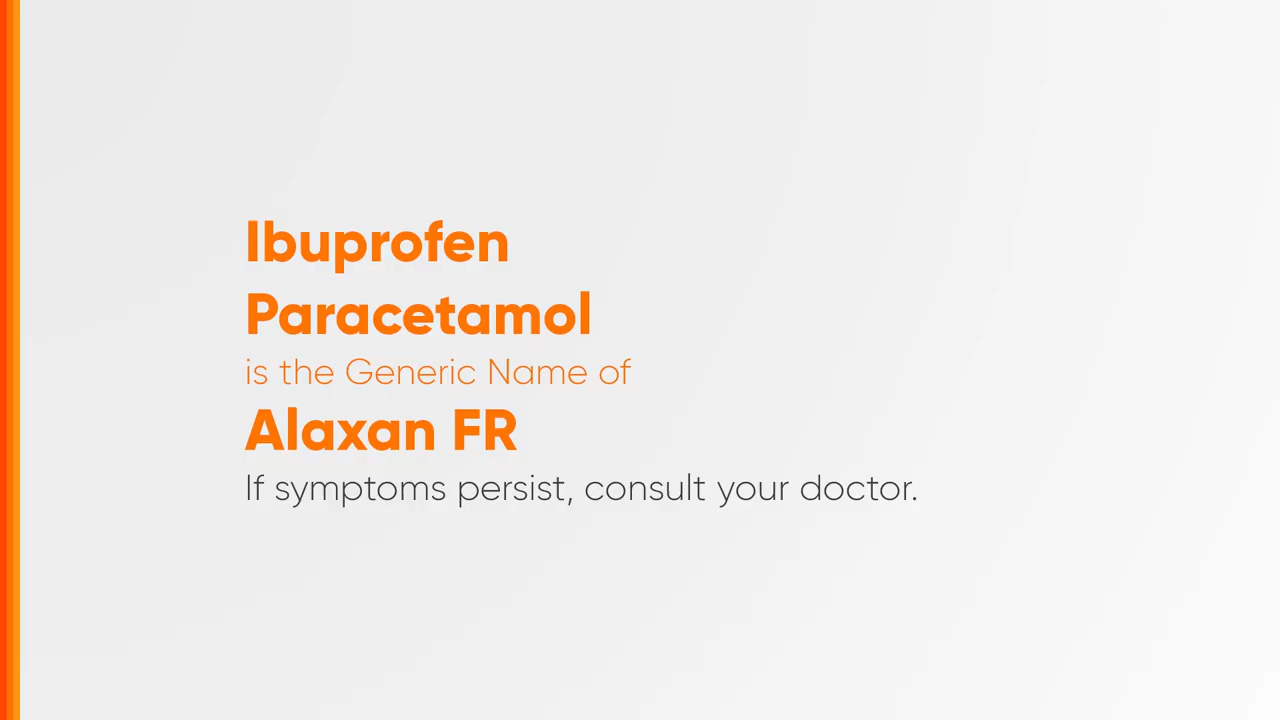 Ibuprofen
Paracetamol
is the Generic Name of
Alaxan FR
If symptoms persist, consult your doctor.